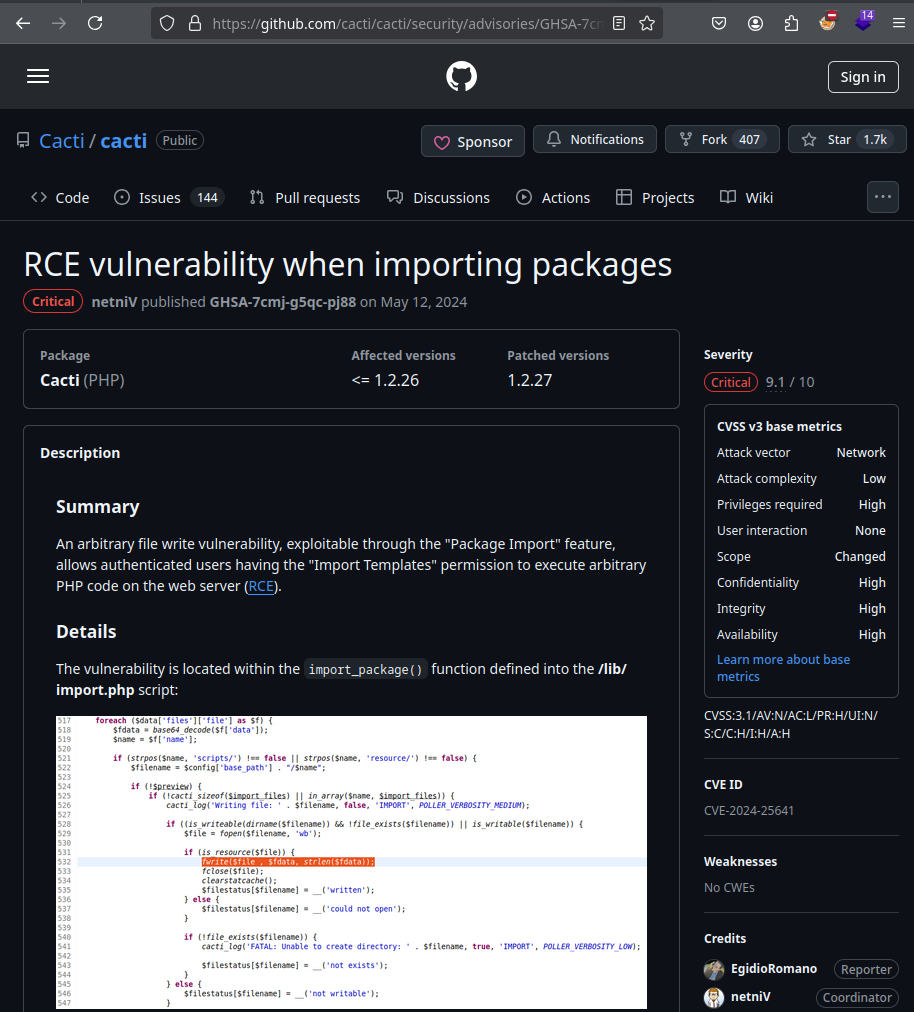 https://github.com/cacti/cacti/security/advisories/GHSA-7cm
14
Sign in
Cacti / cacti Public
Sponsor Notifications Fork 407 Star 1.7k
Code Issues 144 Pull requests Discussions Actions Projects Wiki ...
RCE vulnerability when importing packages
Critical netniV published GHSA-7cmj-g5qc-pj88 on May 12, 2024
Package Affected versions Patched versions
Cacti (PHP) <= 1.2.26 1.2.27
Description
Summary
An arbitrary file write vulnerability, exploitable through the "Package Import" feature,
allows authenticated users having the "Import Templates" permission to execute arbitrary
PHP code on the web server (RCE).
Details
The vulnerability is located within the import_package() function defined into the /lib/
import.php script:
517 foreach ($data['files']['file'] as $f) {
518 $fdata = base64_decode($f['data']);
519 $name = $f['name'];
520
521 if (strpos($name, 'scripts/') !== false || strpos($name, 'resource/') !== false) {
522 $filename = $config['base_path'] . "/$name";
523
524 if (!$preview) {
525 if (!cacti_sizeof($import_files) || in_array($name, $import_files)) {
526 cacti_log('Writing file: ' . $filename, false, 'IMPORT', POLLER_VERBOSITY_MEDIUM);
527
528 if ((is_writeable(dirname($filename)) && !file_exists($filename)) || is_writable($filename)) {
529 $file = fopen($filename, 'wb');
530
531 if (is_resource($file)) {
532 fwrite($file , $fdata, strlen($fdata));
533 fclose($file);
534 clearstatcache();
535 $filestatus[$filename] = __('written');
536 } else {
537 $filestatus[$filename] = __('could not open');
538 }
539
540 if (!file_exists($filename)) {
541 cacti_log('FATAL: Unable to create directory: ' . $filename, true, 'IMPORT', POLLER_VERBOSITY_LOW);
542
543 $filestatus[$filename] = __('not exists');
544 }
545 } else {
546 $filestatus[$filename] = __('not writable');
547 }
Severity
Critical 9.1 / 10
CVSS v3 base metrics
Attack vector Network
Attack complexity Low
Privileges required High
User interaction None
Scope Changed
Confidentiality High
Integrity High
Availability High
Learn more about base
metrics
CVSS:3.1/AV:N/AC:L/PR:H/UI:N/
S:C/C:H/I:H/A:H
CVE ID
CVE-2024-25641
Weaknesses
No CWEs
Credits
EgidioRomano Reporter
netniV Coordinator